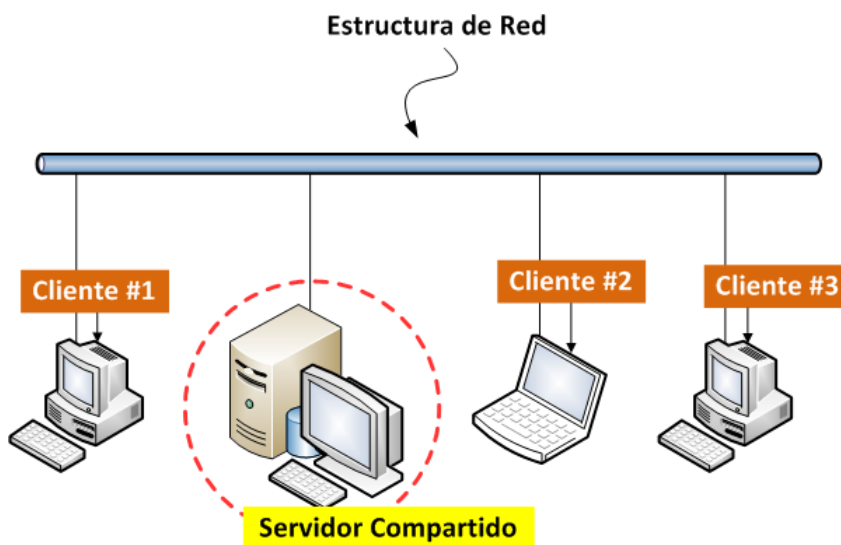 Estructura de Red
Cliente #1
Cliente #2
Cliente #3
Servidor Compartido